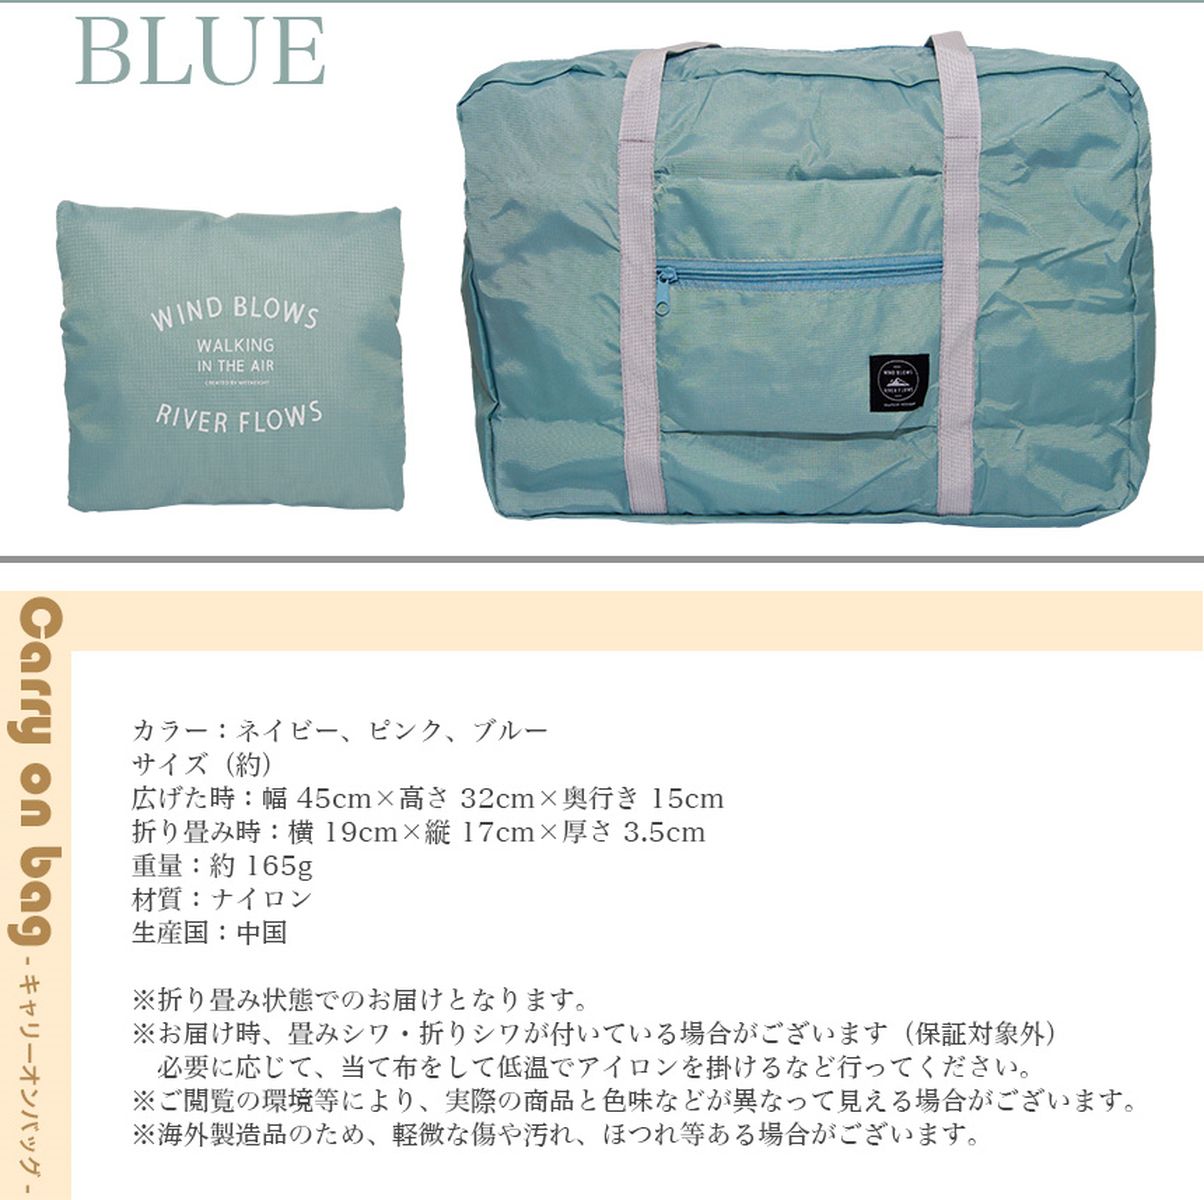 BLUE
WIND BLOWS
WALKING
IN THE AIR
RIVER FLOWS
WIND BLOWS
RIVER FLOWS
Carry on bag
- キャリーオンバッグ -
カラー：ネイビー、ピンク、ブルー
サイズ（約）
広げた時：幅 45cm×高さ 32cm×奥行き 15cm
折り畳み時：横 19cm×縦 17cm×厚さ 3.5cm
重量：約 165g
材質：ナイロン
生産国：中国
※折り畳み状態でのお届けとなります。
※お届け時、畳みシワ・折りシワが付いている場合がございます（保証対象外）
必要に応じて、当て布をして低温でアイロンを掛けるなど行ってください。
※ご閲覧の環境等により、実際の商品と色味などが異なって見える場合がございます。
※海外製造品のため、軽微な傷や汚れ、ほつれ等ある場合がございます。